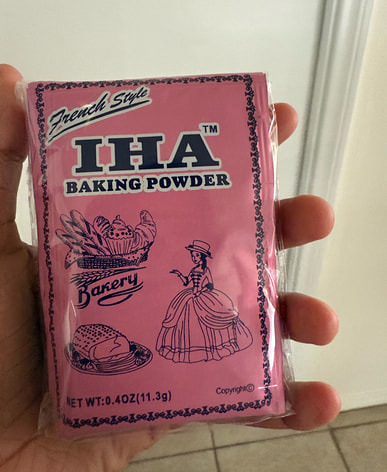 French Style
IHA™
BAKING POWDER
Bakery
NET WT:0.4OZ(11.3g)
Copyright©